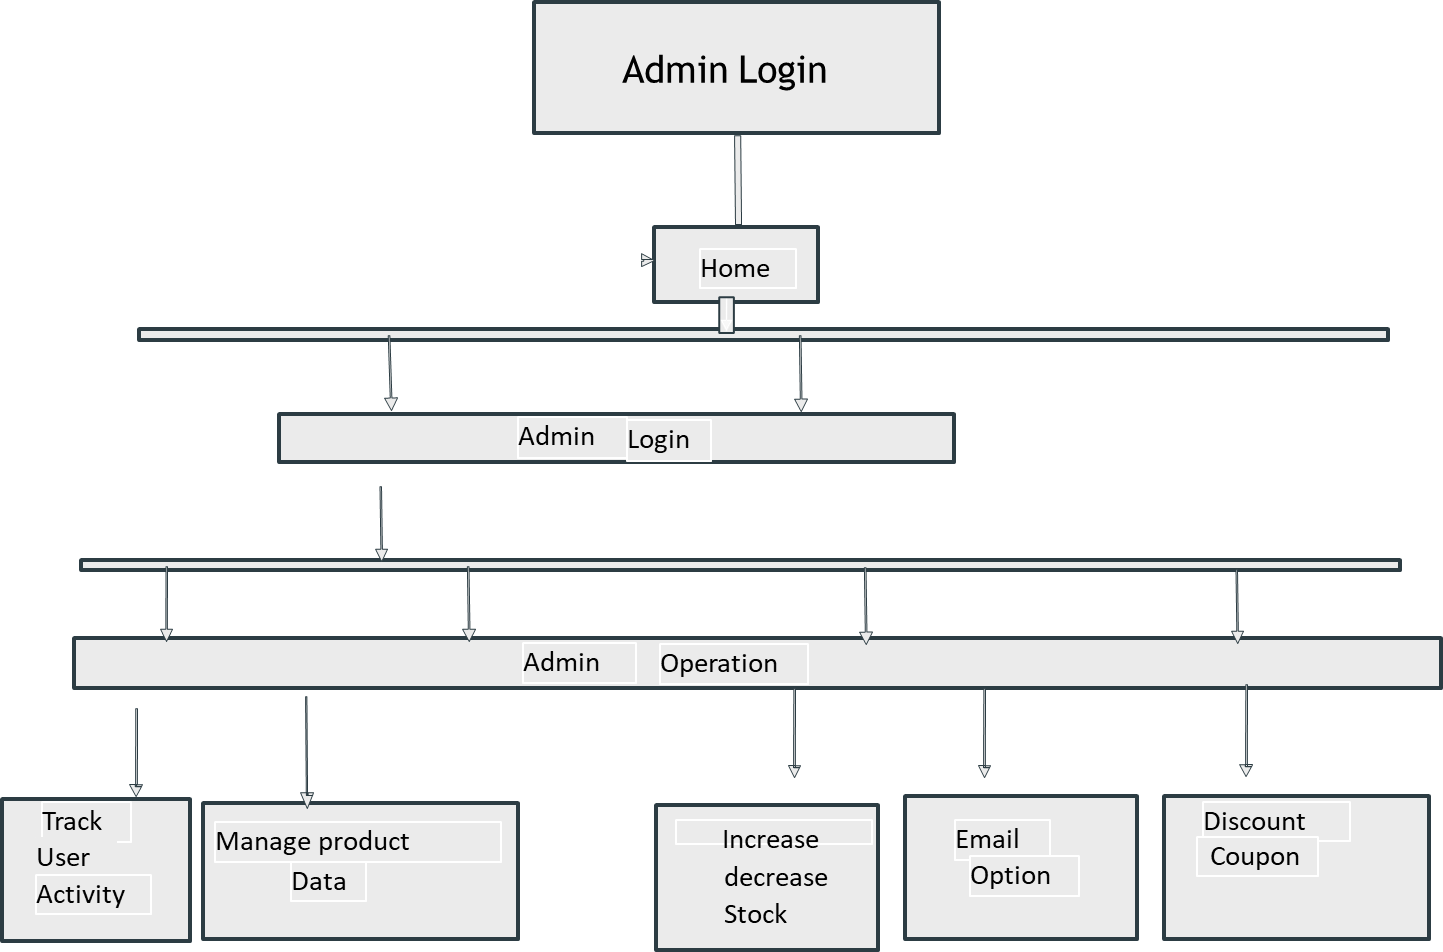 Admin Login
Home
Admin Login
Admin Operation
Track
User
Activity
Manage product
Data
Increase
decrease
Stock
Email
Option
Discount
Coupon